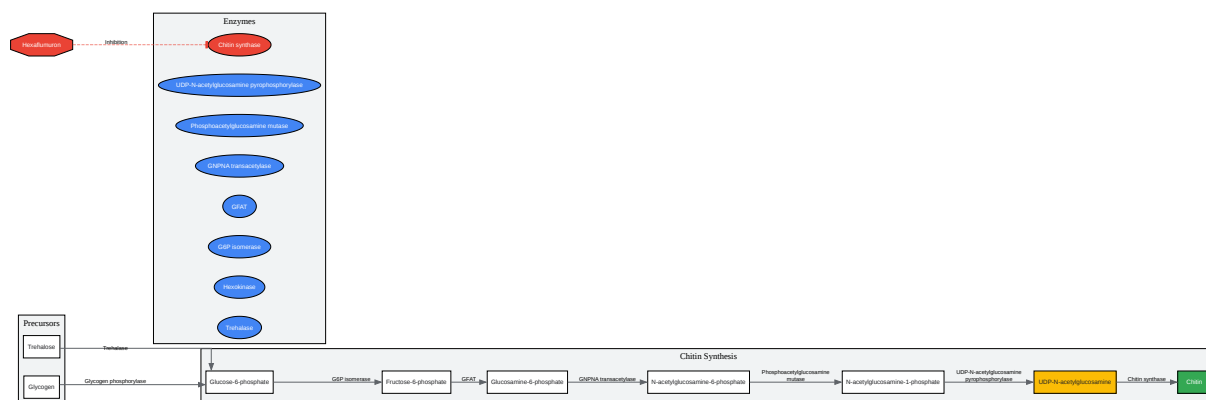 Enzymes
Hexaflumuron
Inhibition
Chitin synthase
UDP-N-acetylglucosamine pyrophosphorylase
Phosphoacetylglucosamine mutase
GNPNA transacetylase
GFAT
G6P isomerase
Hexokinase
Trehalase
Precursors
Trehalose
Trehalase
Glycogen
Glycogen phosphorylase
Chitin Synthesis
Glucose-6-phosphate
G6P isomerase
Fructose-6-phosphate
GFAT
Glucosamine-6-phosphate
GNPNA transacetylase
N-acetylglucosamine-6-phosphate
Phosphoacetylglucosamine
mutase
N-acetylglucosamine-1-phosphate
UDP-N-acetylglucosamine
pyrophosphorylase
UDP-N-acetylglucosamine
Chitin synthase
Chitin